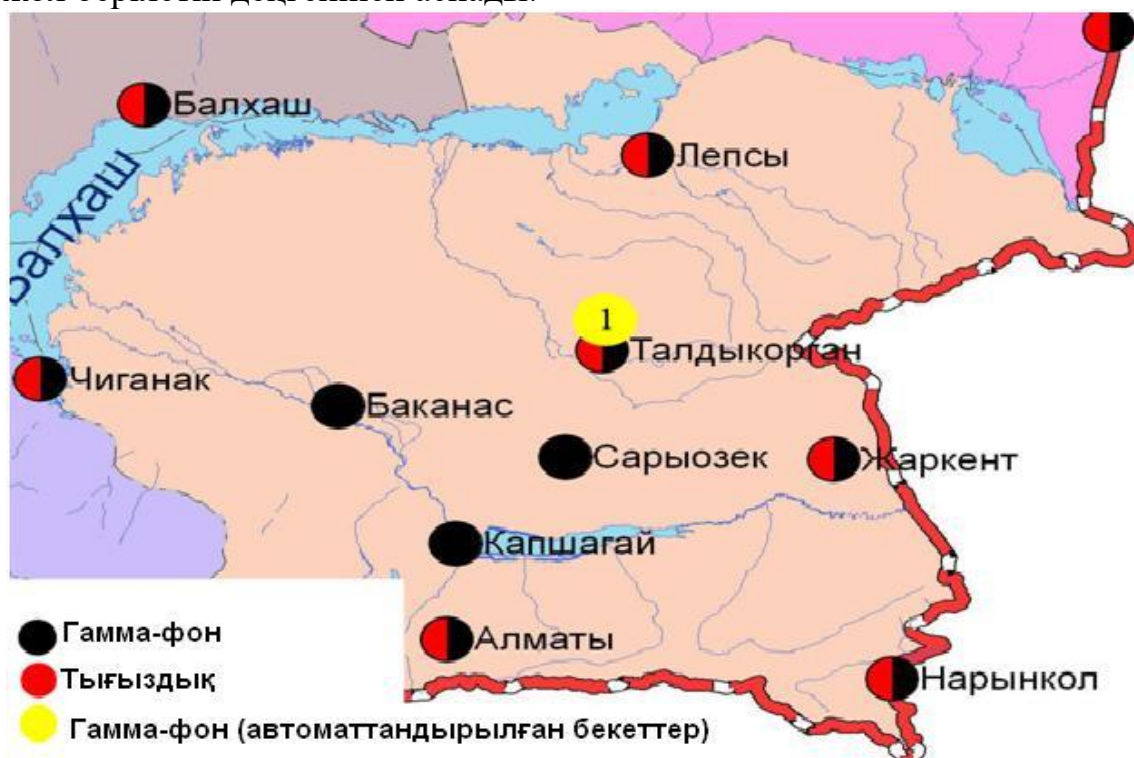 Балхаш
Лепсы
Балхаш
1
Талдыкорган
Чиганак
Баканас
Сарыозек
Жаркент
Капшагай
Гамма-фон
Алматы
Тығыздық
Нарынкол
Гамма-фон (автоматтандырылған бекеттер)